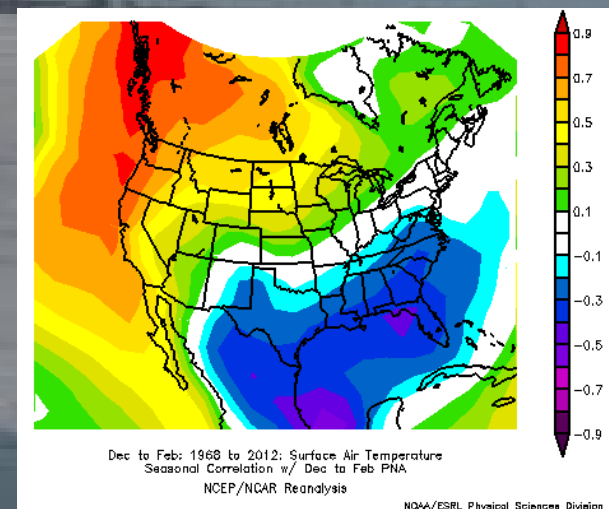 0.9
0.7
0.5
0.3
0.1
-0.1
-0.3
-0.5
-0.7
-0.9
Dec to Feb: 1968 to 2012: Surface Air Temperature
Seasonal Correlation w/ Dec to Feb PNA
NCEP/NCAR Reanalysis
NOAA/ESRL Physical Sciences Division